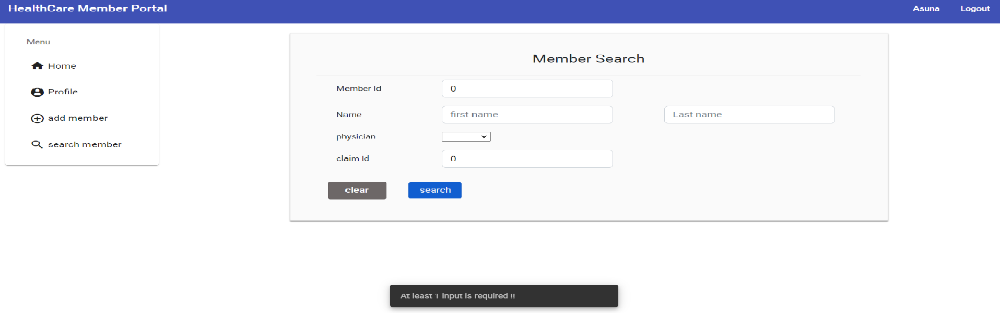 HealthCare Member Portal
Asuna
Logout
Menu
Home
Profile
add member
search member
Member Search
Member Id
0
Name
first name
Last name
physician
claim Id
0
clear
search
At least 1 input is required !!